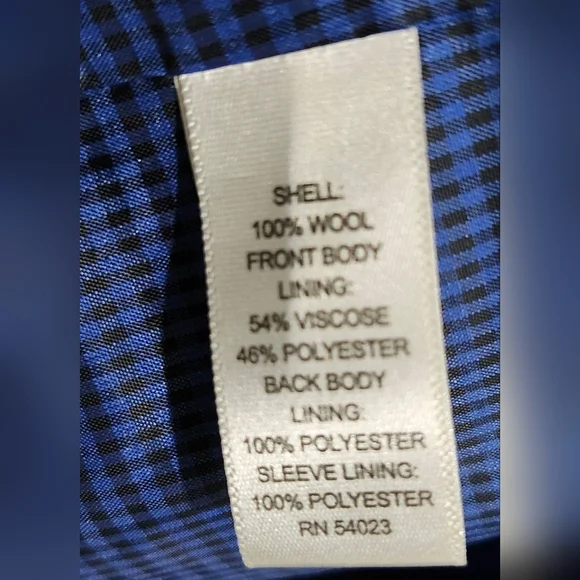 SHELL:
100% WOOL
FRONT BODY
LINING:
54% VISCOSE
46% POLYESTER
BACK BODY
LINING:
100% POLYESTER
SLEEVE LINING:
100% POLYESTER
RN 54023